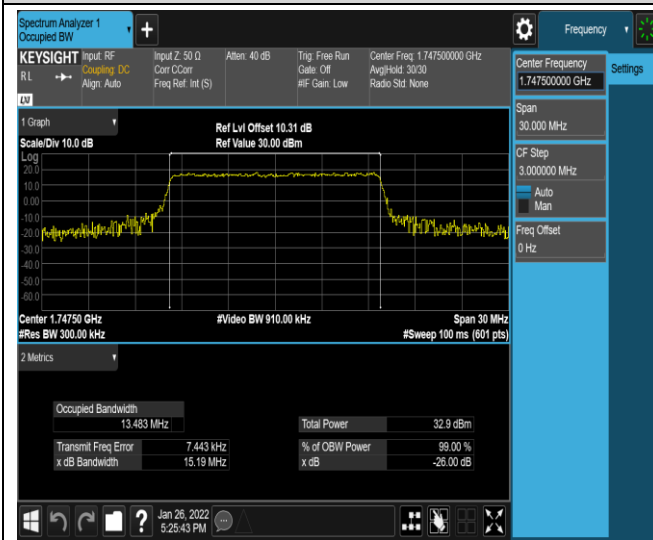 Spectrum Analyzer 1
Occupied BW
+
Frequency
KEYSIGHT
R L
LXI
Input: RF
Coupling: DC
Align: Auto
Input Z: 50 Ω
Corr CCorr
Freq Ref: Int (S)
Atten: 40 dB
Trig: Free Run
Gate: Off
#IF Gain: Low
Center Freq: 1.747500000 GHz
Avg|Hold: 30/30
Radio Std: None
Center Frequency
1.747500000 GHz
Settings
Span
30.000 MHz
CF Step
3.000000 MHz
Auto
Man
Freq Offset
0 Hz
1 Graph
Scale/Div 10.0 dB
Ref Lvl Offset 10.31 dB
Ref Value 30.00 dBm
Log
20.0
10.0
0.00
-10.0
-20.0
-30.0
-40.0
-50.0
-60.0
Center 1.74750 GHz
#Res BW 300.00 kHz
#Video BW 910.00 kHz
Span 30 MHz
#Sweep 100 ms (601 pts)
2 Metrics
Occupied Bandwidth
13.483 MHz
Total Power 32.9 dBm
Transmit Freq Error 7.443 kHz
% of OBW Power 99.00 %
x dB Bandwidth 15.19 MHz
x dB -26.00 dB
?
Jan 26, 2022
5:25:43 PM